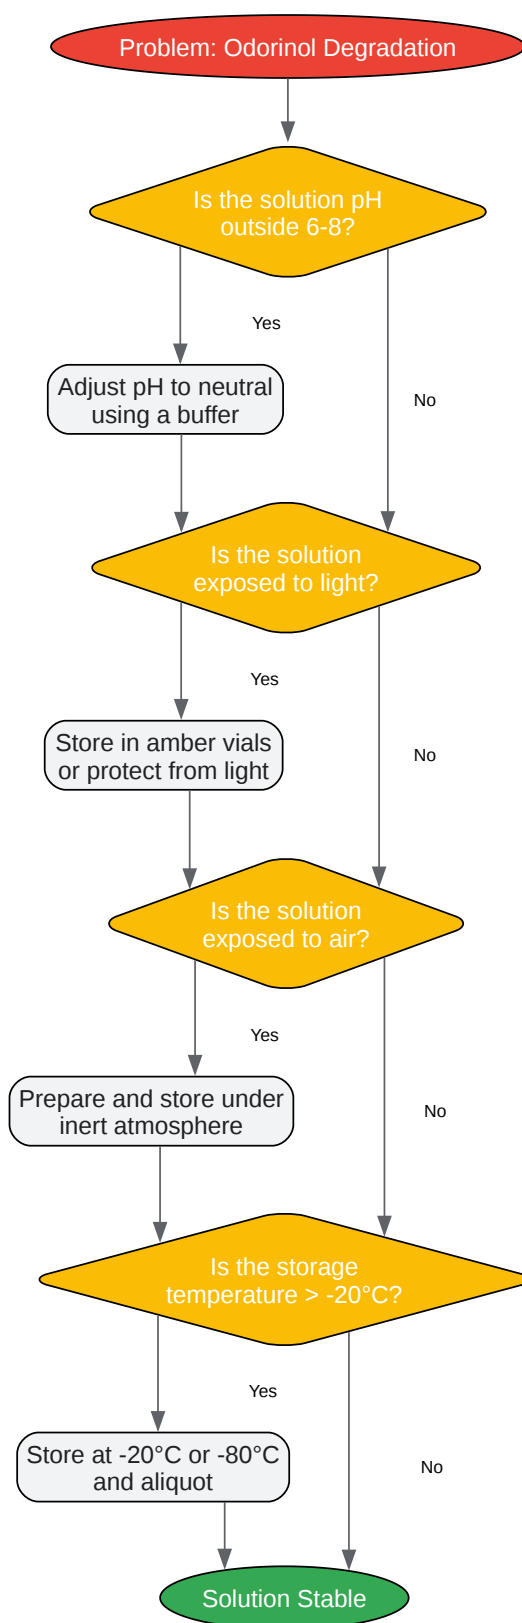 Problem: Odorinol Degradation
Is the solution pH
outside 6-8?
Yes
Adjust pH to neutral
using a buffer
No
Is the solution
exposed to light?
Yes
Store in amber vials
or protect from light
No
Is the solution
exposed to air?
Yes
Prepare and store under
inert atmosphere
No
Is the storage
temperature > -20°C?
Yes
Store at -20°C or -80°C
and aliquot
No
Solution Stable